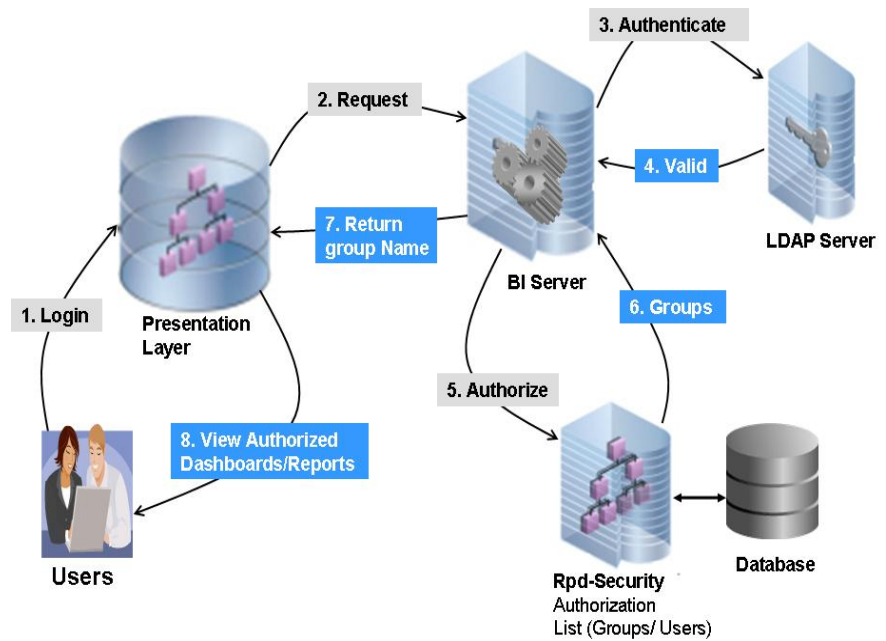 3. Authenticate
2. Request
4. Valid
7. Return
group Name
LDAP Server
BI Server
1. Login
Presentation
Layer
6. Groups
5. Authorize
8. View Authorized
Dashboards/Reports
Users
Rpd-Security
Authorization
List (Groups/ Users)
Database